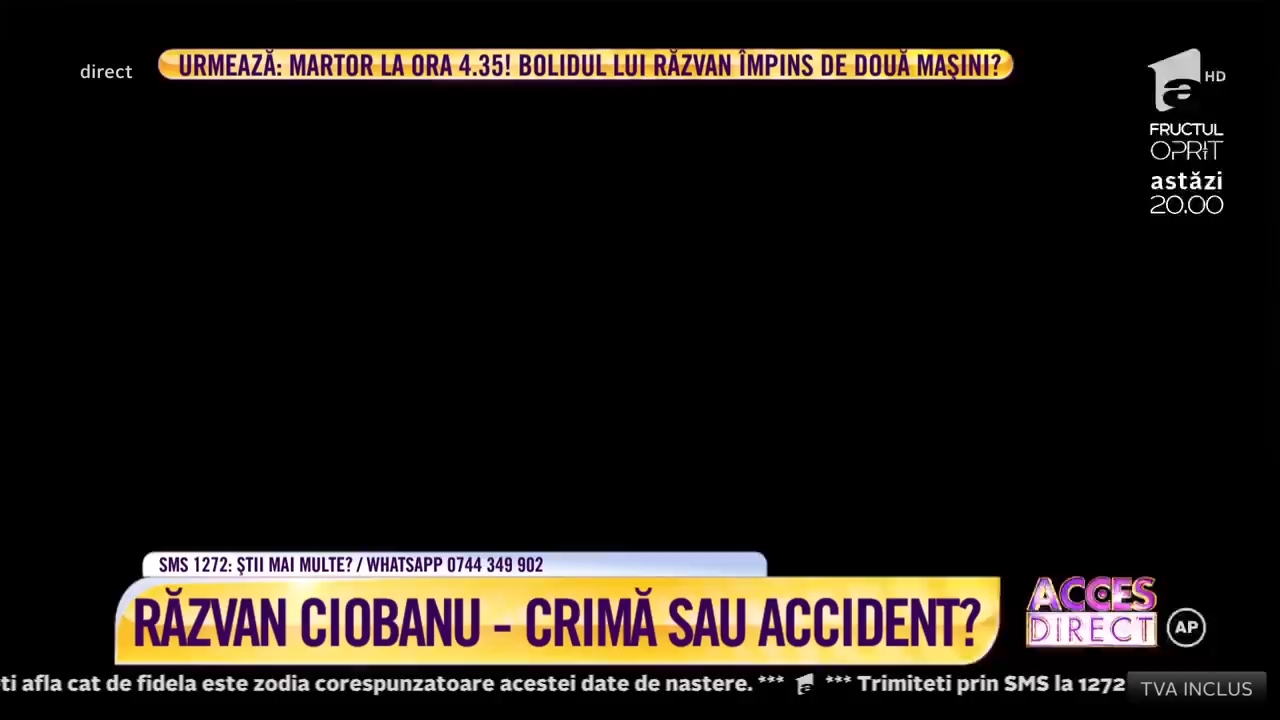 direct
URMEAZĂ: MARTOR LA ORA 4.35! BOLIDUL LUI RĂZVAN ÎMPINS DE DOUĂ MAŞINI?
a HD
FRUCTUL
OPRIT
astăzi
20.00
SMS 1272: ŞTII MAI MULTE? / WHATSAPP 0744 349 902
RĂZVAN CIOBANU - CRIMĂ SAU ACCIDENT?
ACCES
DIRECT
AP
ti afla cat de fidela este zodia corespunzatoare acestei date de nastere. *** a *** Trimiteti prin SMS la 1272
TVA INCLUS